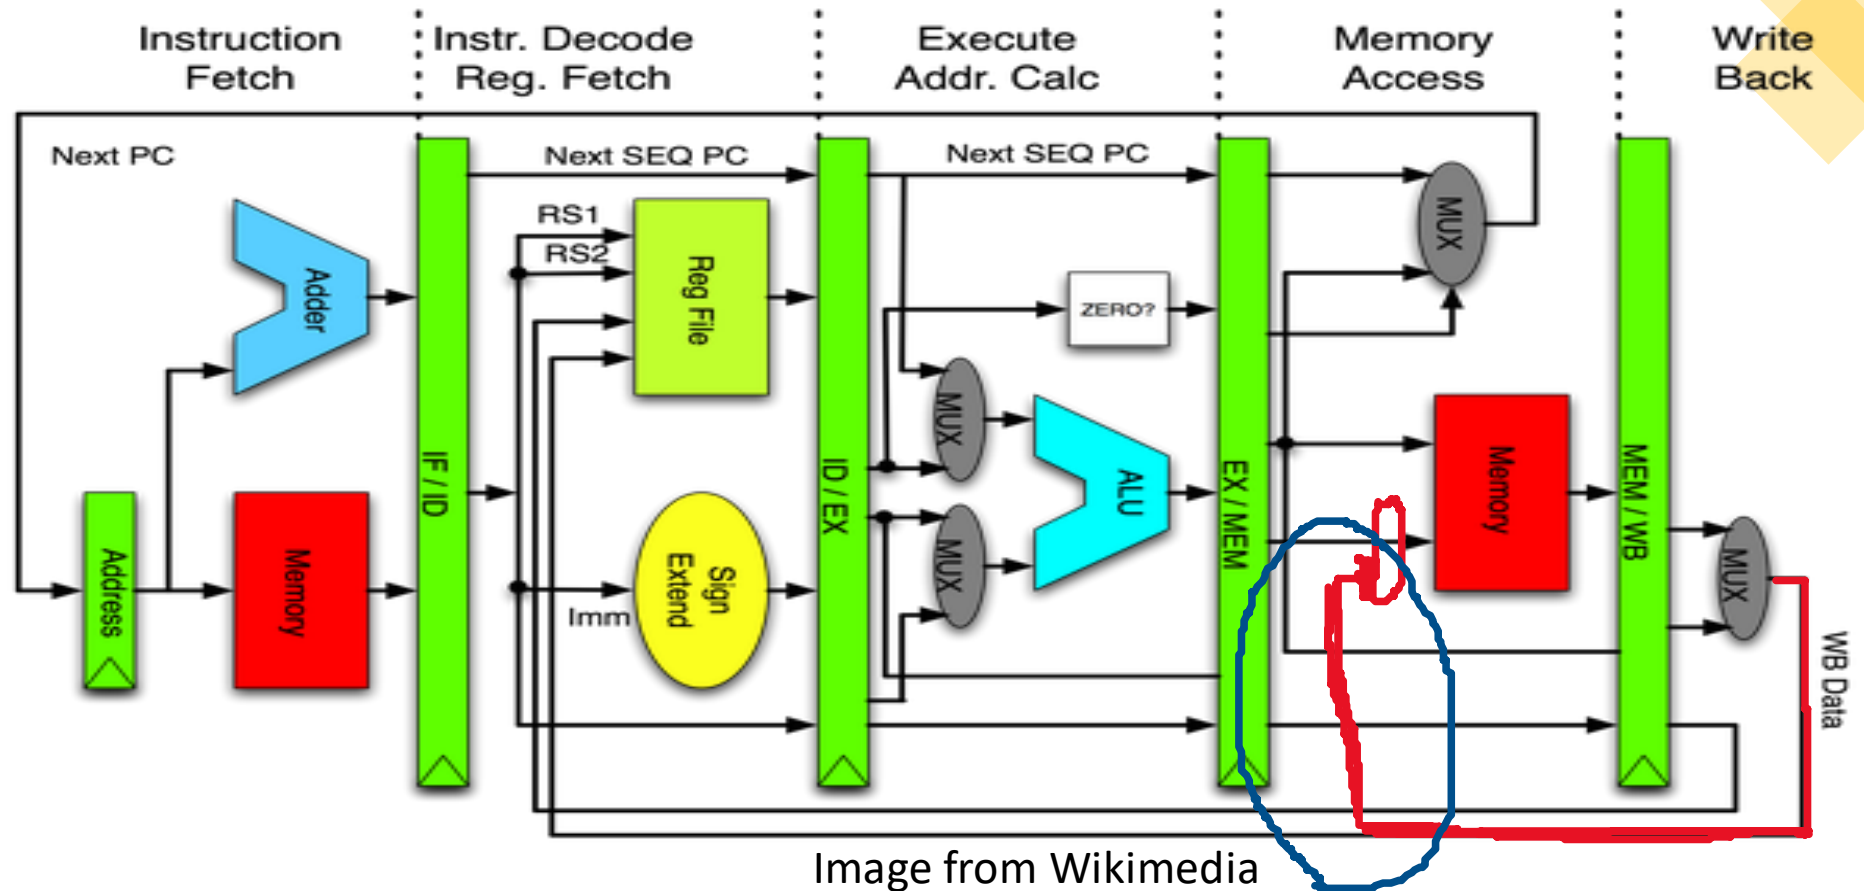 Instruction
Fetch
Instr. Decode
Reg. Fetch
Execute
Addr. Calc
Memory
Access
Write
Back
Next PC
Next SEQ PC
Next SEQ PC
RS1
RS2
Adder
Reg File
ZERO?
MUX
MUX
MUX
ALU
IF / ID
ID / EX
EX / MEM
MEM / WB
Memory
MUX
Address
Memory
Sign
Extend
Imm
WB Data
Image from Wikimedia